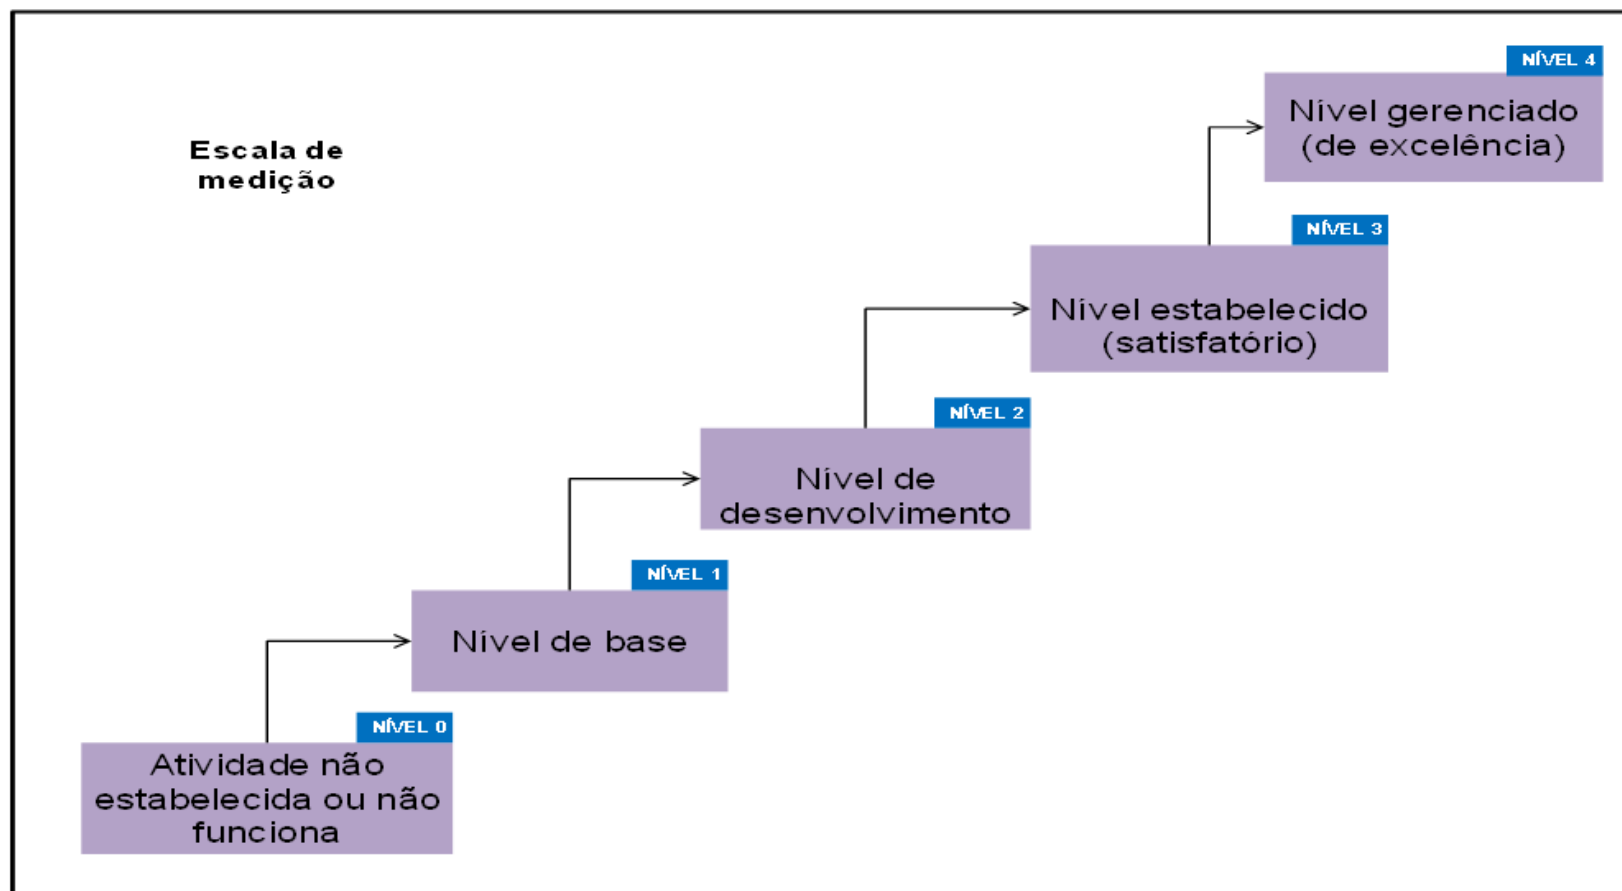 Escala de
medição
NÍVEL 4
Nível gerenciado
(de excelência)
NÍVEL 3
Nível estabelecido
(satisfatório)
NÍVEL 2
Nível de
desenvolvimento
NÍVEL 1
Nível de base
NÍVEL 0
Atividade não
estabelecida ou não
funciona